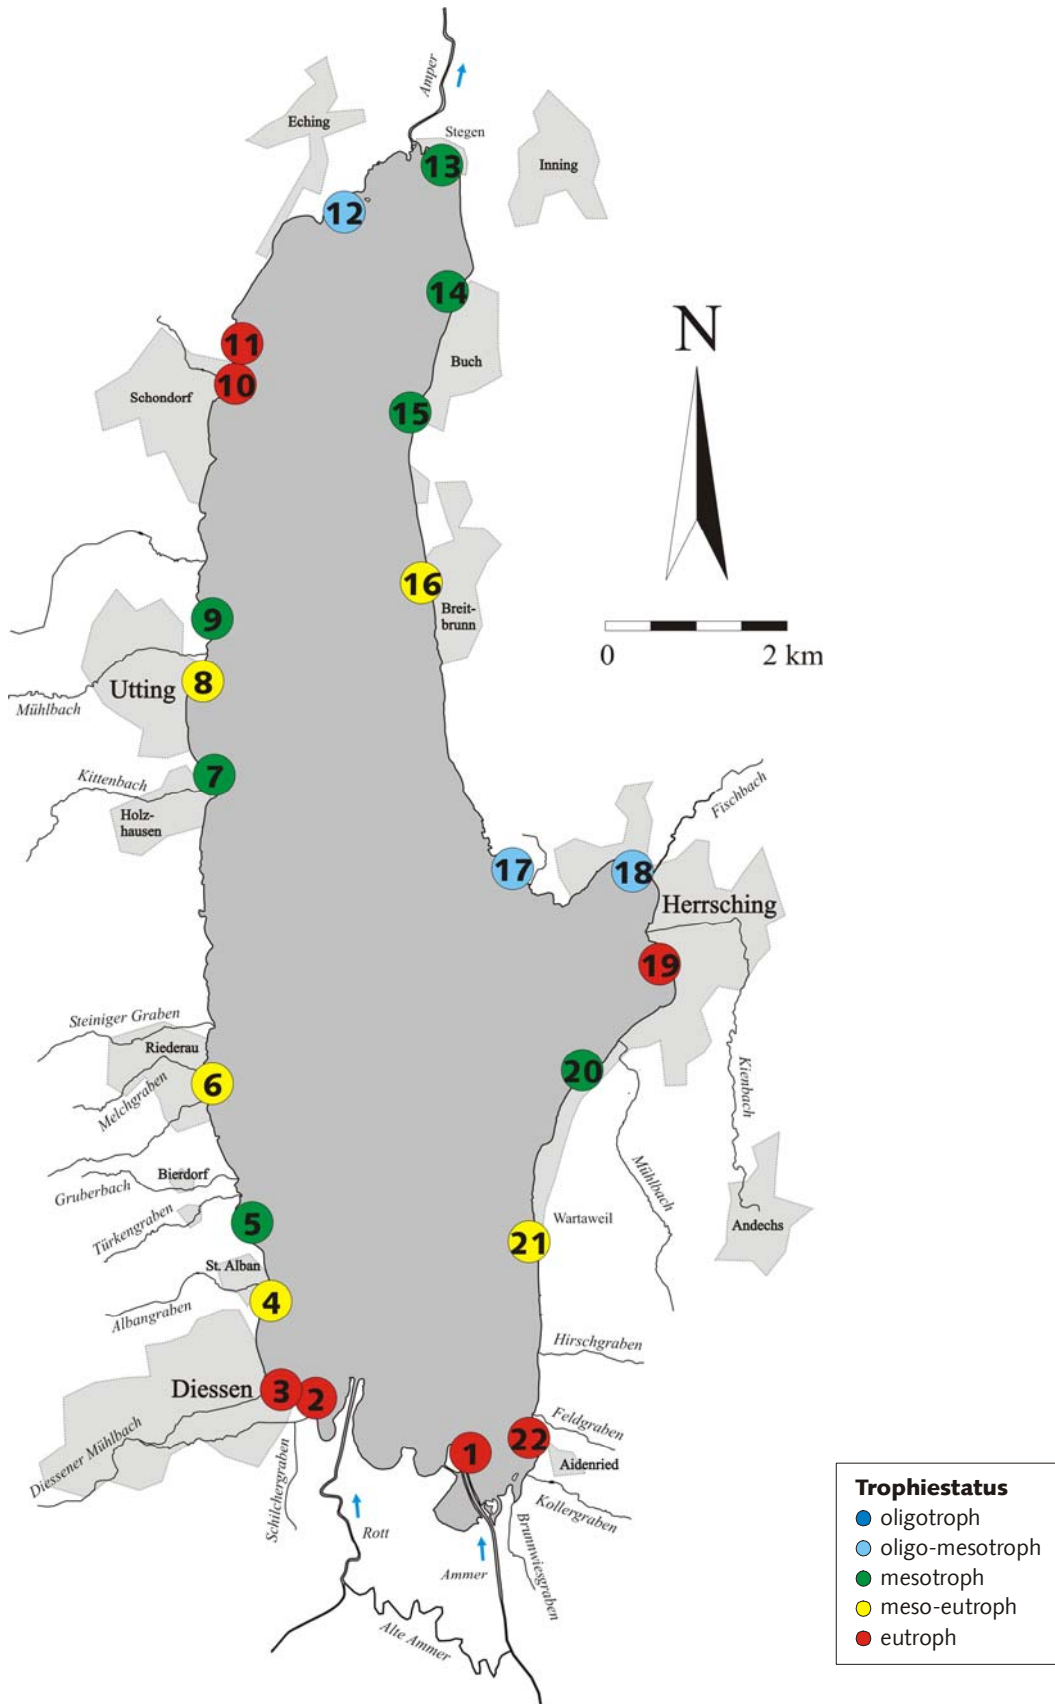 Amper
Eching
Stegen
13
Inning
12
14
11
Buch
10
Schondorf
15
N
16
Breit-
brunn
0
2 km
9
8
Utting
Mühlbach
7
Kittenbach
Holz-
hausen
Fischbach
17
18
Herrsching
19
Steiniger Graben
Riederau
20
6
Melchgraben
Kienbach
Bierdorf
Gruberbach
Mühlbach
Türkengraben
5
Wartaweil
Andechs
21
St. Alban
4
Albangraben
Hirschgraben
Diessen
3
2
Feldgraben
22
1
Aidenried
Diessener Mühlbach
Schilchergraben
Kollergraben
Rott
Brunnwiesgraben
Ammer
Alte Ammer
Trophiestatus
oligotroph
oligo-mesotroph
mesotroph
meso-eutroph
eutroph